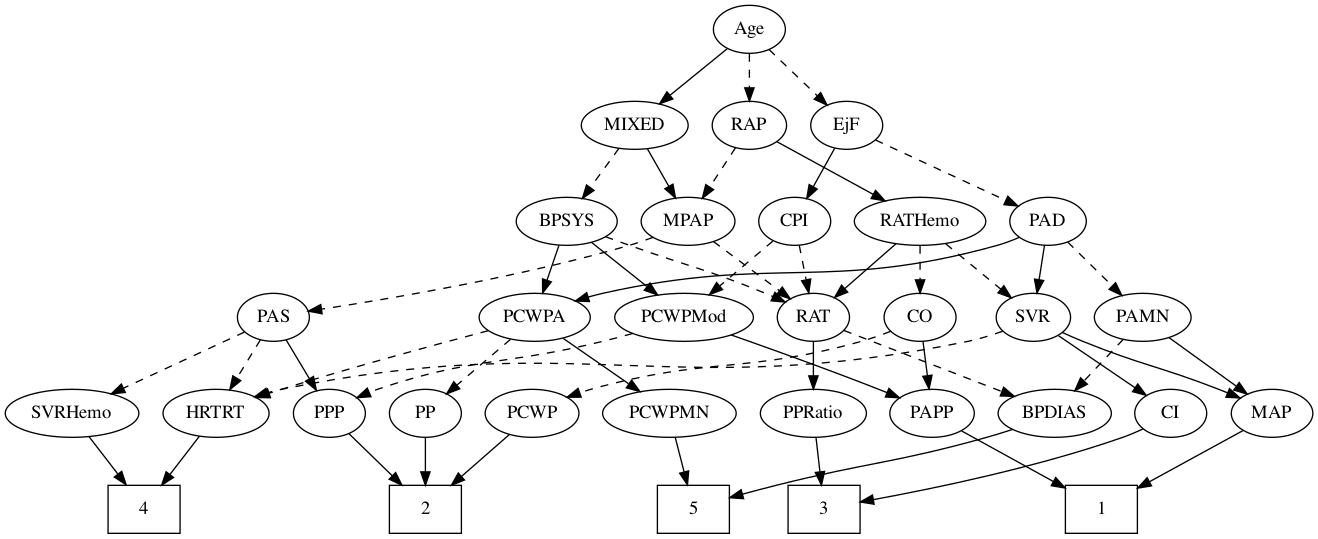 Age
MIXED RAP EjF
BPSYS MPAP CPI RATHemo PAD
PAS PCWPA PCWPMod RAT CO SVR PAMN
SVRHemo HRTRT PPP PP PCWP PCWPMN PPRatio PAPP BPDIAS CI MAP
4 2 5 3 1